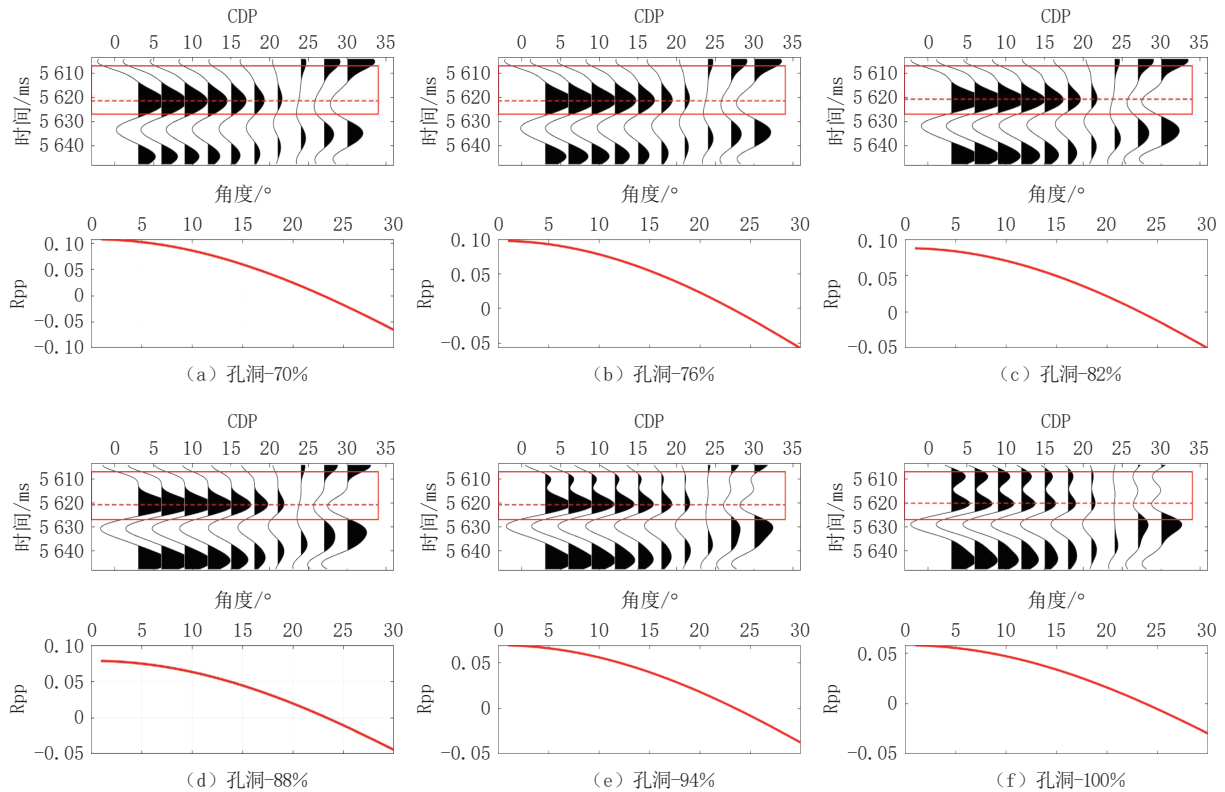 CDP CDP CDP
0 5 10 15 20 25 30 35 0 5 10 15 20 25 30 35 0 5 10 15 20 25 30 35
时间/ms 5 610 5 620 5 630 5 640 时间/ms 5 610 5 620 5 630 5 640 时间/ms 5 610 5 620 5 630 5 640
角度/° 角度/° 角度/°
0 5 10 15 20 25 30 0 5 10 15 20 25 30 0 5 10 15 20 25 30
Rpp 0.10 0.05 0 -0.05 -0.10 Rpp 0.10 0.05 0 -0.05 Rpp 0.10 0.05 0 -0.05
(a) 孔洞-70% (b) 孔洞-76% (c) 孔洞-82%
CDP CDP CDP
0 5 10 15 20 25 30 35 0 5 10 15 20 25 30 35 0 5 10 15 20 25 30 35
时间/ms 5 610 5 620 5 630 5 640 时间/ms 5 610 5 620 5 630 5 640 时间/ms 5 610 5 620 5 630 5 640
角度/° 角度/° 角度/°
0 5 10 15 20 25 30 0 5 10 15 20 25 30 0 5 10 15 20 25 30
Rpp 0.10 0.05 0 -0.05 Rpp 0.05 0 -0.05 Rpp 0.05 0 -0.05
(d) 孔洞-88% (e) 孔洞-94% (f) 孔洞-100%